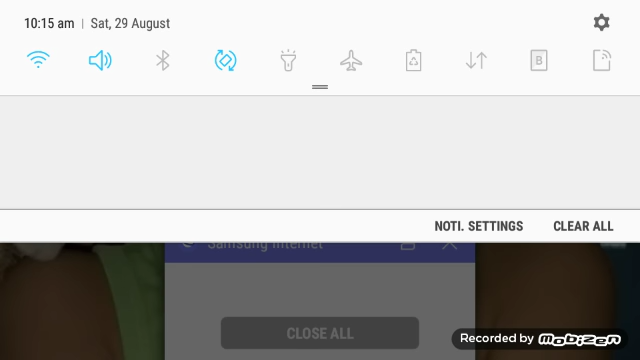 10:15 am | Sat, 29 August
B
NOTI. SETTINGS CLEAR ALL
Samsung Internet
CLOSE ALL
Recorded by Mobizen